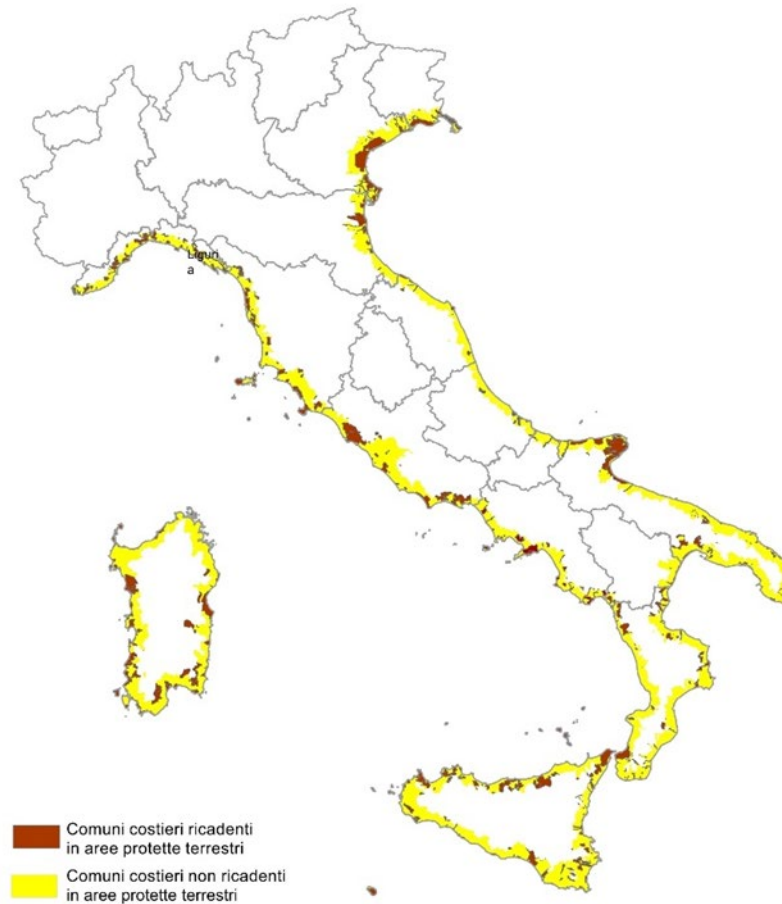 Liguri
a
Comuni costieri ricadenti
in aree protette terrestri
Comuni costieri non ricadenti
in aree protette terrestri